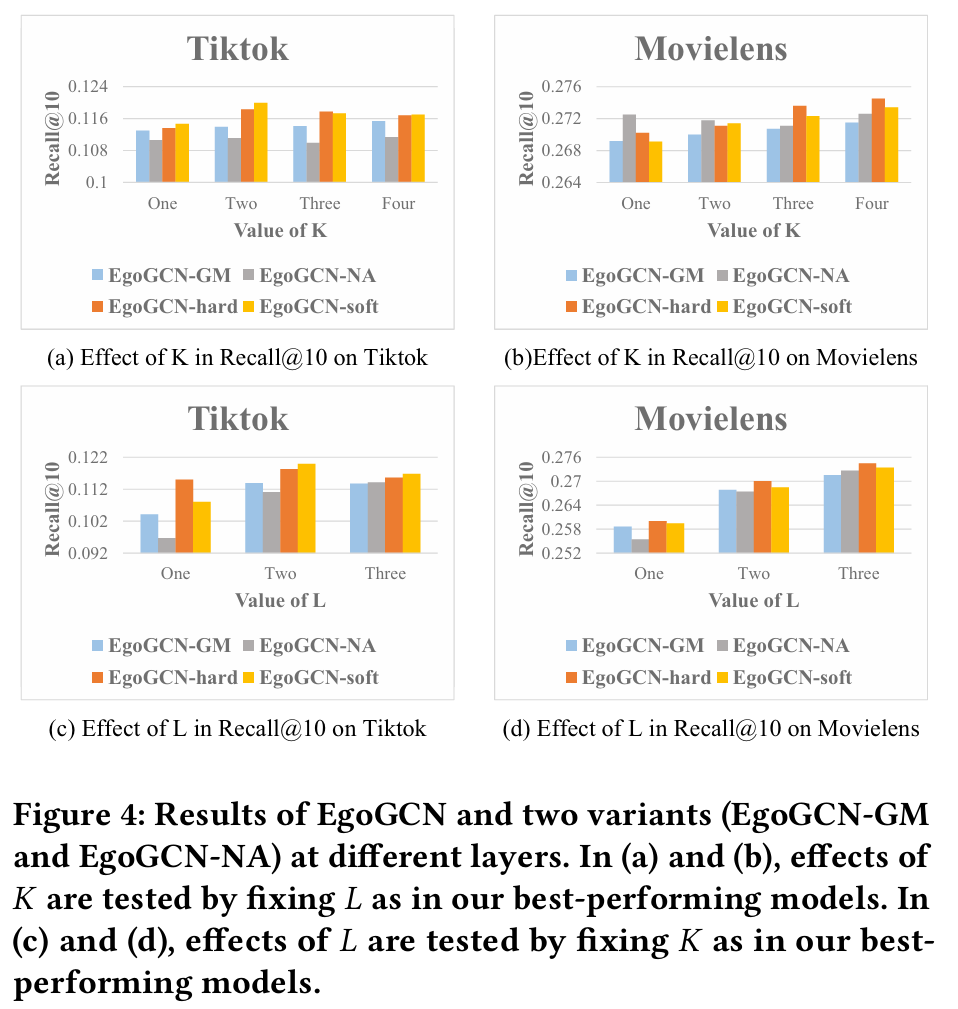 Tiktok
Recall@10
0.124
0.116
0.108
0.1
One Two Three Four
Value of K
EgoGCN-GM EgoGCN-NA
EgoGCN-hard EgoGCN-soft
(a) Effect of K in Recall@10 on Tiktok
Movielens
Recall@10
0.276
0.272
0.268
0.264
One Two Three Four
Value of K
EgoGCN-GM EgoGCN-NA
EgoGCN-hard EgoGCN-soft
(b)Effect of K in Recall@10 on Movielens
Tiktok
Recall@10
0.122
0.112
0.102
0.092
One Two Three
Value of L
EgoGCN-GM EgoGCN-NA
EgoGCN-hard EgoGCN-soft
(c) Effect of L in Recall@10 on Tiktok
Movielens
Recall@10
0.276
0.27
0.264
0.258
0.252
One Two Three
Value of L
EgoGCN-GM EgoGCN-NA
EgoGCN-hard EgoGCN-soft
(d) Effect of L in Recall@10 on Movielens
Figure 4: Results of EgoGCN and two variants (EgoGCN-GM
and EgoGCN-NA) at different layers. In (a) and (b), effects of
K are tested by fixing L as in our best-performing models. In
(c) and (d), effects of L are tested by fixing K as in our best-
performing models.